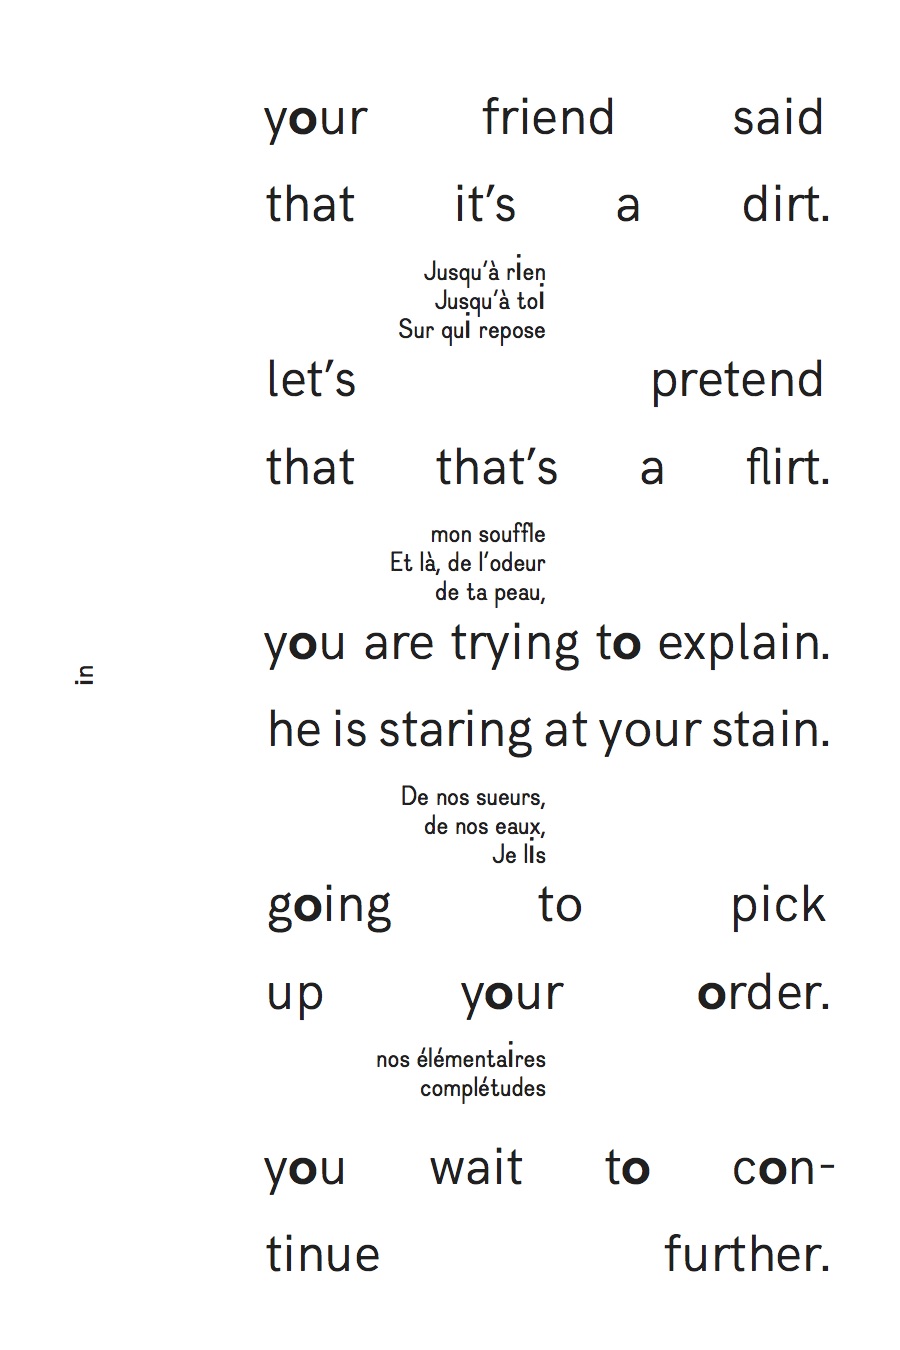 your friend said
that it’s a dirt.
Jusqu’à rien
Jusqu’à toi
Sur qui repose
let’s pretend
that that’s a flirt.
mon souffle
Et là, de l’odeur
de ta peau,
you are trying to explain.
in
he is staring at your stain.
De nos sueurs,
de nos eaux,
Je lis
going to pick
up your order.
nos élémentaires
complétudes
you wait to con-
tinue further.